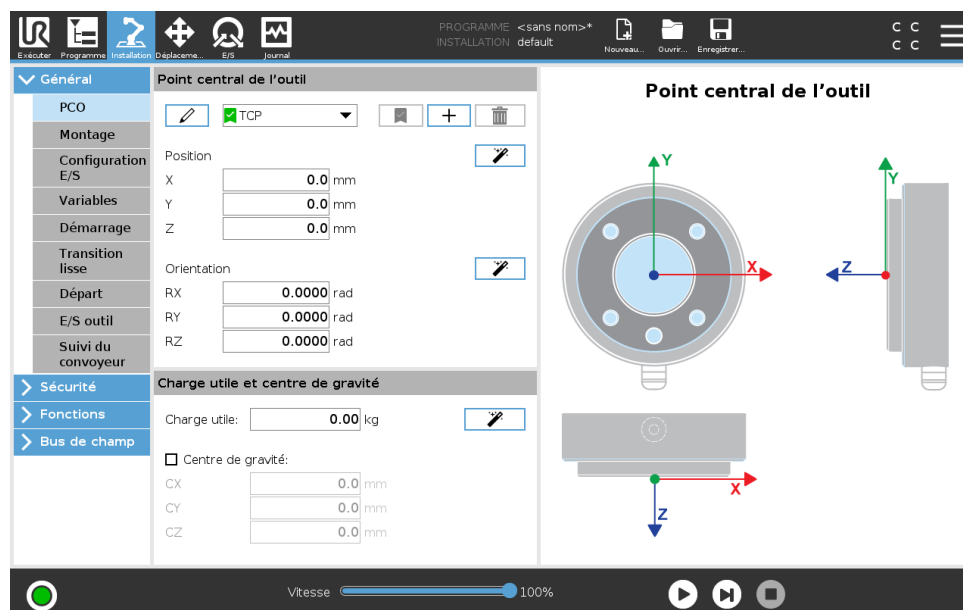 UR
PROGRAMME <sans nom>*
INSTALLATION default
C C
C C
Exécuter Programme Installation Déplaceme... E/S Journal
Nouveau... Ouvrir... Enregistrer...
Général
PCO
Montage
Configuration
E/S
Variables
Démarrage
Transition
lisse
Départ
E/S outil
Suivi du
convoyeur
Sécurité
Fonctions
Bus de champ
Point central de l'outil
TCP
Position
X 0.0 mm
Y 0.0 mm
Z 0.0 mm
Orientation
RX 0.0000 rad
RY 0.0000 rad
RZ 0.0000 rad
Charge utile et centre de gravité
Charge utile: 0.00 kg
Centre de gravité:
CX 0.0 mm
CY 0.0 mm
CZ 0.0 mm
Point central de l'outil
Y
X
Y
Z
X
Z
Vitesse 100%